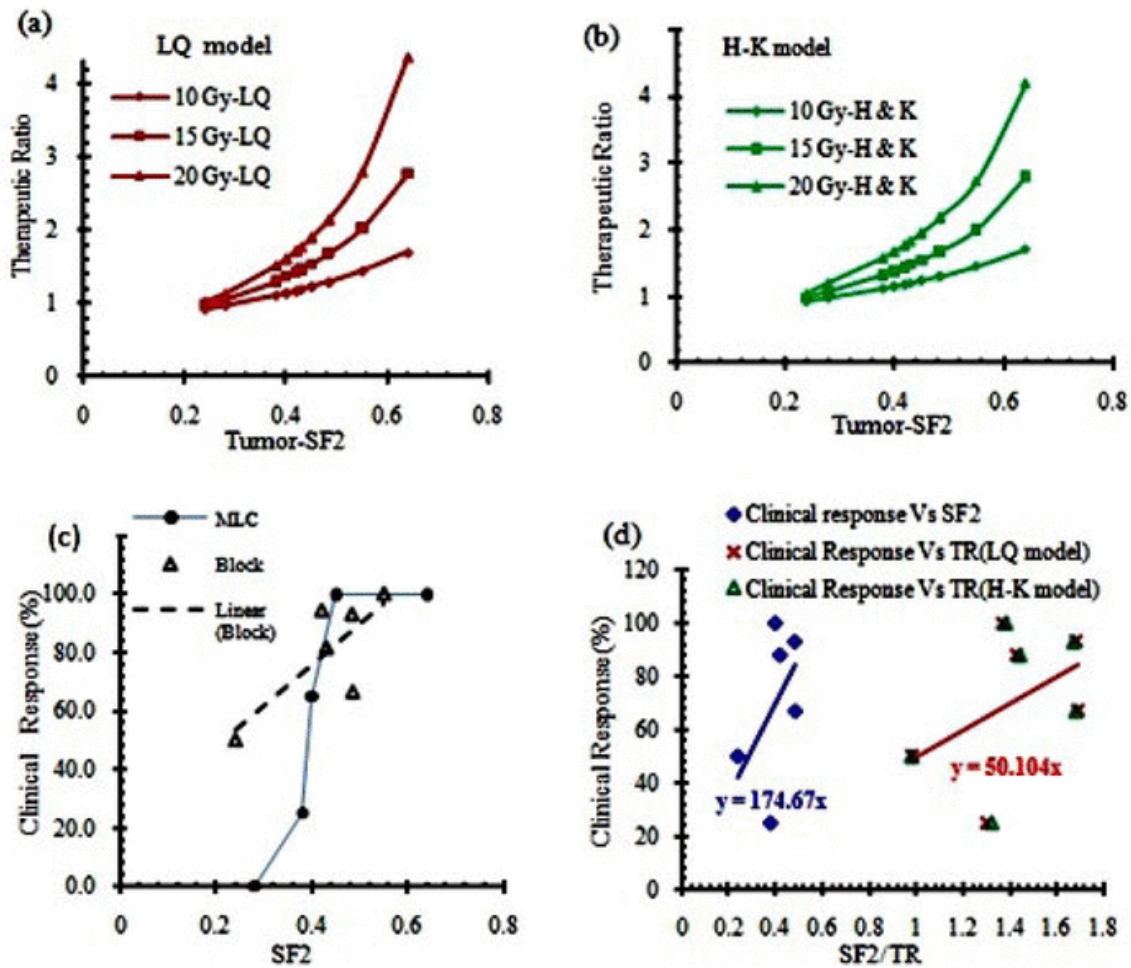 (a)
LQ model
10 Gy-LQ
15 Gy-LQ
20 Gy-LQ
Therapeutic Ratio
4
3
2
1
0
0 0.2 0.4 0.6 0.8
Tumor-SF2
(b)
H-K model
10 Gy-H & K
15 Gy-H & K
20 Gy-H & K
Therapeutic Ratio
4
3
2
1
0
0 0.2 0.4 0.6 0.8
Tumor-SF2
(c)
MLC
Block
Linear
(Block)
Clinical Response (%)
100.0
80.0
60.0
40.0
20.0
0.0
0 0.2 0.4 0.6 0.8
SF2
(d)
Clinical response Vs SF2
Clinical Response Vs TR(LQ model)
Clinical Response Vs TR(H-K model)
Clinical Response (%)
120
100
80
60
40
20
0
y = 174.67x
y = 50.104x
0 0.2 0.4 0.6 0.8 1 1.2 1.4 1.6 1.8
SF2/TR